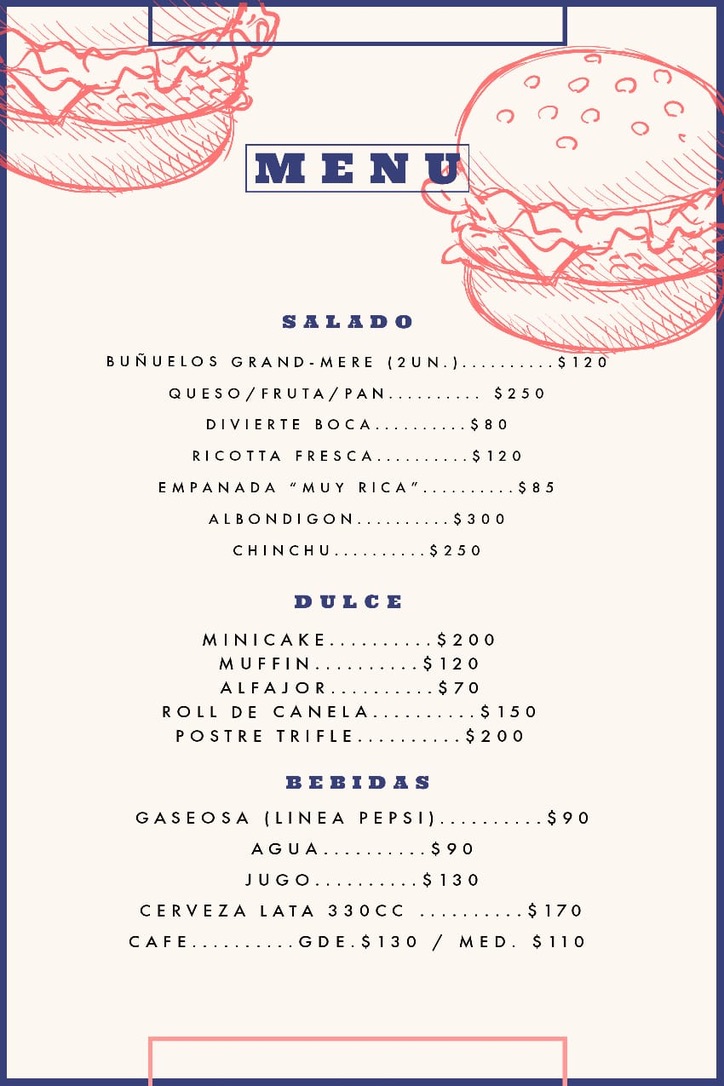 MENU
SALADO
BUÑUELOS GRAND-MERE (2UN.)..........$120
QUESO/FRUTA/PAN.......... $250
DIVIERTE BOCA..........$80
RICOTTA FRESCA..........$120
EMPANADA “MUY RICA”..........$85
ALBONDIGON..........$300
CHINCHU..........$250
DULCE
MINICAKE..........$200
MUFFIN..........$120
ALFAJOR..........$70
ROLL DE CANELA..........$150
POSTRE TRIFLE..........$200
BEBIDAS
GASEOSA (LINEA PEPSI)..........$90
AGUA..........$90
JUGO..........$130
CERVEZA LATA 330CC ..........$170
CAFE..........GDE.$130 / MED. $110